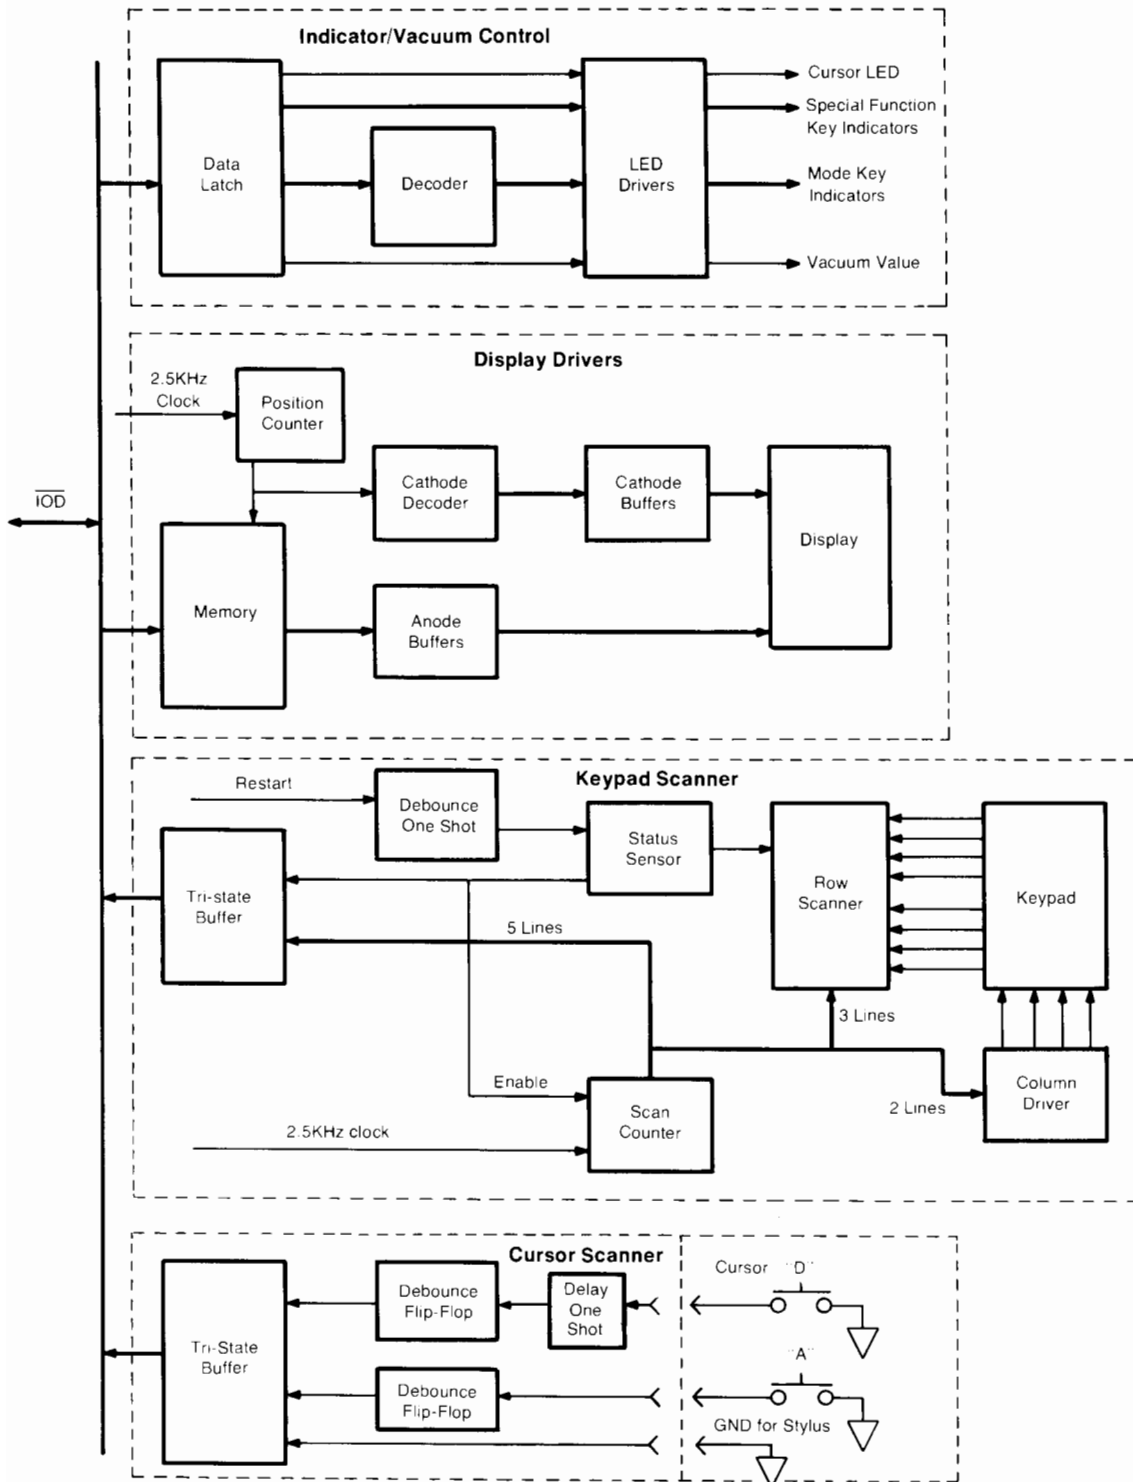 Indicator/Vacuum Control
Data
Latch
Decoder
LED
Drivers
Cursor LED
Special Function
Key Indicators
Mode Key
Indicators
Vacuum Value
Display Drivers
2.5KHz
Clock
Position
Counter
Cathode
Decoder
Cathode
Buffers
Display
IOD
Memory
Anode
Buffers
Keypad Scanner
Restart
Debounce
One Shot
Status
Sensor
Row
Scanner
Keypad
Tri-state
Buffer
5 Lines
3 Lines
Enable
Scan
Counter
2 Lines
Column
Driver
2.5KHz clock
Cursor Scanner
Cursor "D"
Debounce
Flip-Flop
Delay
One
Shot
Tri-State
Buffer
"A"
Debounce
Flip-Flop
GND for Stylus